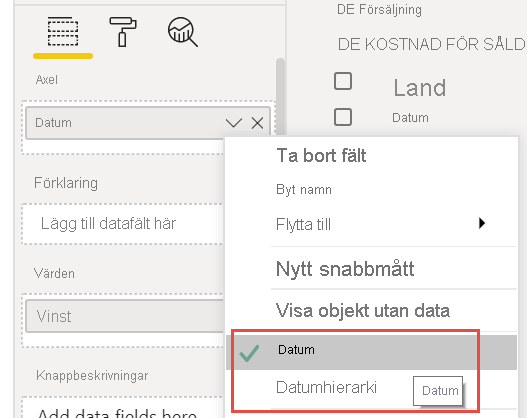 Axel
Datum
Förklaring
Lägg till datafält här
Värden
Vinst
Knappbeskrivningar
Add data fields here
DE Försäljning
DE KOSTNAD FÖR SÅLD
Land
Datum
Ta bort fält
Byt namn
Flytta till
Nytt snabbmått
Visa objekt utan data
Datum
Datumhierarki
Datum